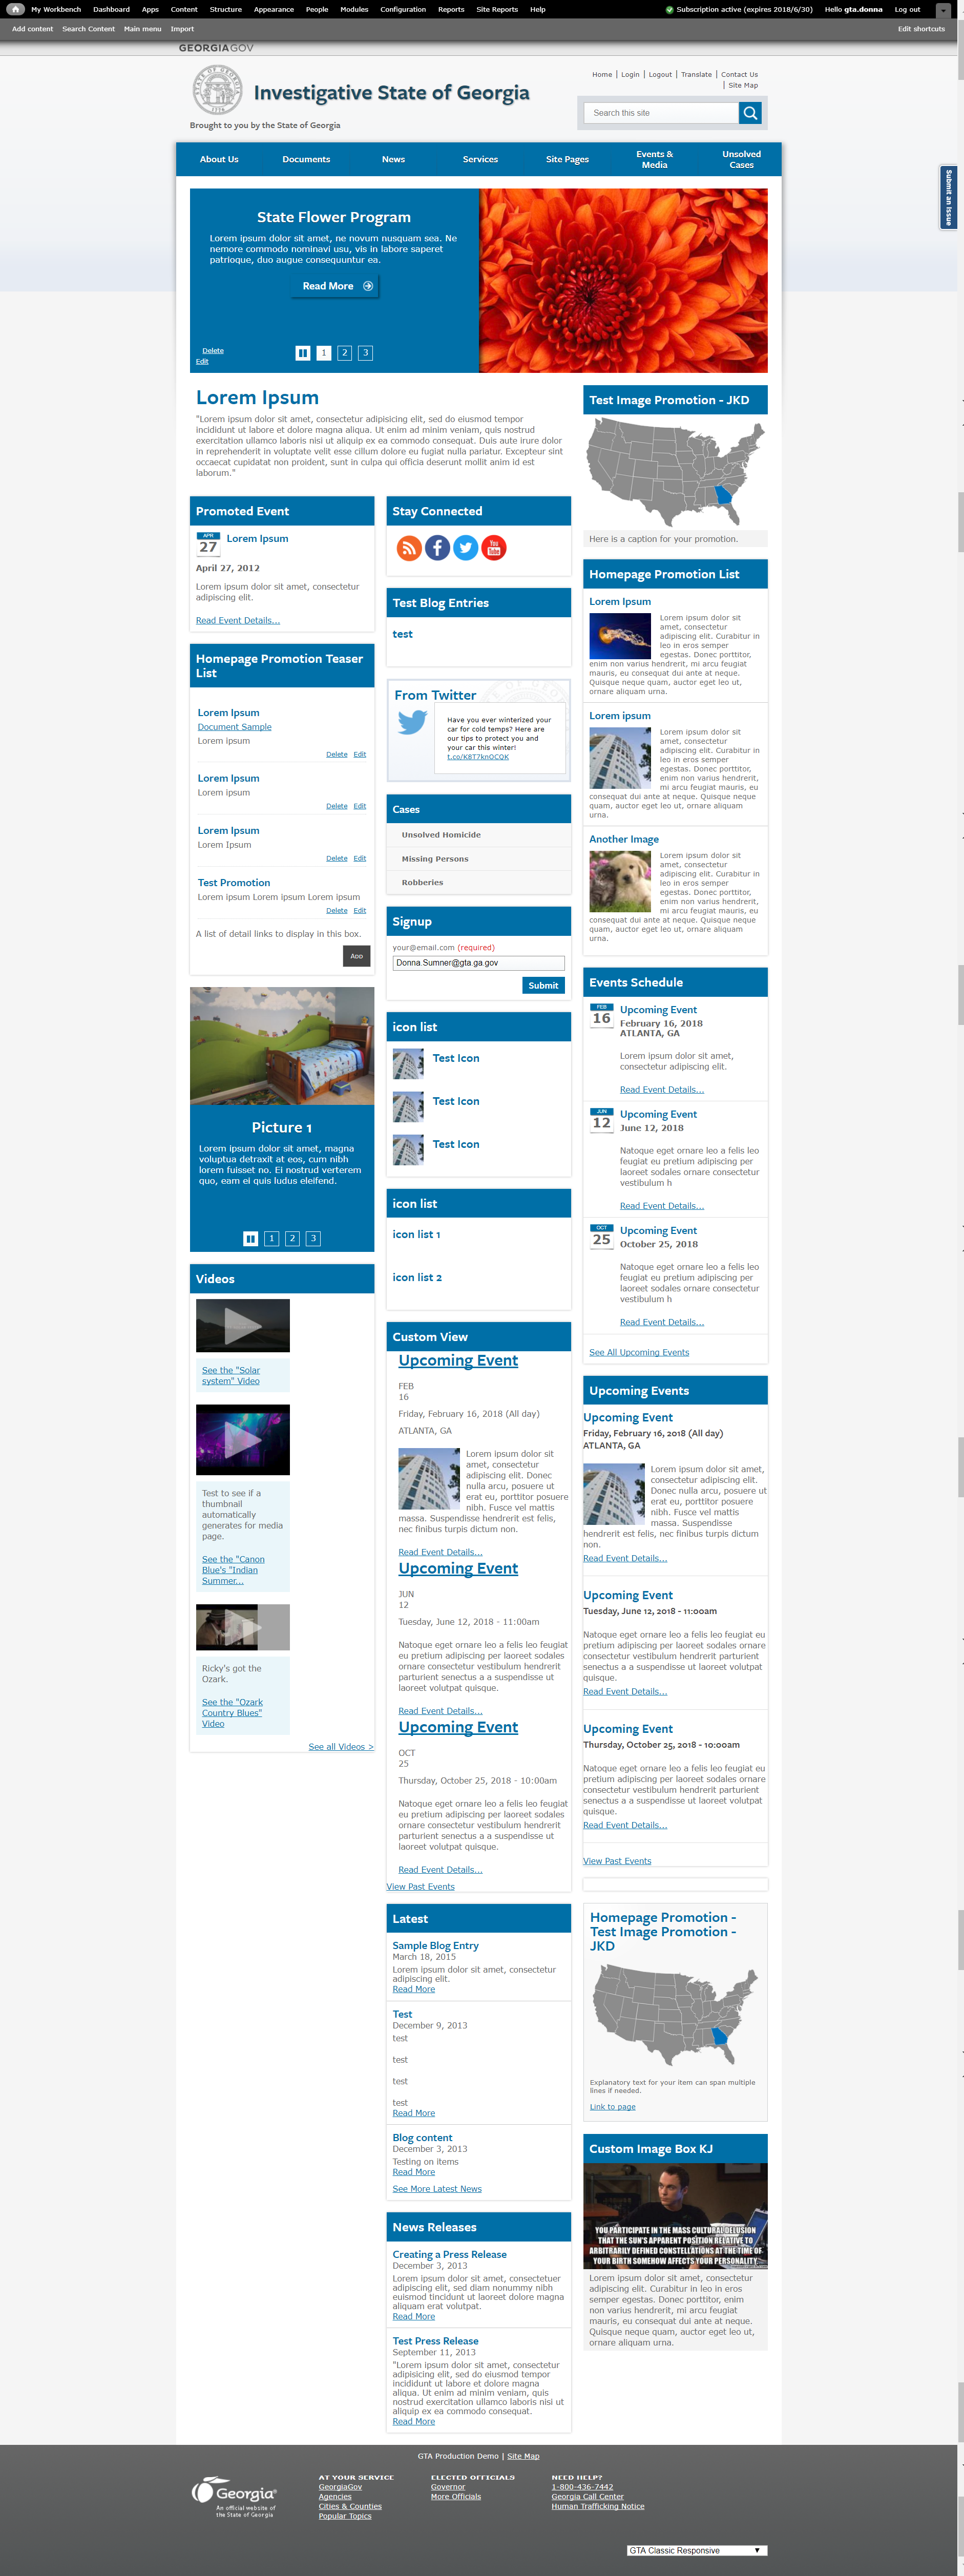 My Workbench Dashboard Apps Content Structure Appearance People Modules Configuration Reports Site Reports Help
Subscription active (expires 2018/6/30) Hello gta.donna Log out
Add content Search Content Main menu Import
Edit shortcuts
GEORGIAGOV
Investigative State of Georgia
Brought to you by the State of Georgia
Home | Login | Logout | Translate | Contact Us
| Site Map
Search this site
About Us Documents News Services Site Pages Events & Media Unsolved Cases
Submit an Issue
State Flower Program
Lorem ipsum dolor sit amet, ne novum nusquam sea. Ne
nemore commodo nominavi usu, vis in labore saperet
patrioque, duo augue consequuntur ea.
Read More
Delete
Edit
1 2 3
Lorem Ipsum
"Lorem ipsum dolor sit amet, consectetur adipisicing elit, sed do eiusmod tempor
incididunt ut labore et dolore magna aliqua. Ut enim ad minim veniam, quis nostrud
exercitation ullamco laboris nisi ut aliquip ex ea commodo consequat. Duis aute irure dolor
in reprehenderit in voluptate velit esse cillum dolore eu fugiat nulla pariatur. Excepteur sint
occaecat cupidatat non proident, sunt in culpa qui officia deserunt mollit anim id est
laborum."
Promoted Event
APR
27
Lorem Ipsum
April 27, 2012
Lorem ipsum dolor sit amet, consectetur
adipiscing elit.
Read Event Details...
Homepage Promotion Teaser
List
Lorem Ipsum
Document Sample
Lorem ipsum
Delete Edit
Lorem Ipsum
Lorem ipsum
Delete Edit
Lorem Ipsum
Lorem Ipsum
Delete Edit
Test Promotion
Lorem ipsum Lorem ipsum Lorem ipsum
Delete Edit
A list of detail links to display in this box.
ADD
Picture 1
Lorem ipsum dolor sit amet, magna
voluptua detraxit at eos, cum nibh
lorem fuisset no. Ei nostrud verterem
quo, eam ei quis ludus eleifend.
1 2 3
Videos
See the "Solar
system" Video
Test to see if a
thumbnail
automatically
generates for media
page.
See the "Canon
Blue's "Indian
Summer...
Ricky's got the
Ozark.
See the "Ozark
Country Blues"
Video
See all Videos >
Stay Connected
You
Tube
Test Blog Entries
test
From Twitter
Have you ever winterized your
car for cold temps? Here are
our tips to protect you and
your car this winter!
t.co/K8T7knOCQK
Cases
Unsolved Homicide
Missing Persons
Robberies
Signup
your@email.com (required)
Donna.Sumner@gta.ga.gov
Submit
icon list
Test Icon
Test Icon
Test Icon
icon list
icon list 1
icon list 2
Custom View
Upcoming Event
FEB
16
Friday, February 16, 2018 (All day)
ATLANTA, GA
Lorem ipsum dolor sit
amet, consectetur
adipiscing elit. Donec
nulla arcu, posuere ut
erat eu, porttitor posuere
nibh. Fusce vel mattis
massa. Suspendisse hendrerit est felis,
nec finibus turpis dictum non.
Read Event Details...
Upcoming Event
JUN
12
Tuesday, June 12, 2018 - 11:00am
Natoque eget ornare leo a felis leo feugiat
eu pretium adipiscing per laoreet sodales
ornare consectetur vestibulum hendrerit
parturient senectus a a suspendisse ut
laoreet volutpat quisque.
Read Event Details...
Upcoming Event
OCT
25
Thursday, October 25, 2018 - 10:00am
Natoque eget ornare leo a felis leo feugiat
eu pretium adipiscing per laoreet sodales
ornare consectetur vestibulum hendrerit
parturient senectus a a suspendisse ut
laoreet volutpat quisque.
Read Event Details...
View Past Events
Latest
Sample Blog Entry
March 18, 2015
Lorem ipsum dolor sit amet, consectetur
adipiscing elit.
Read More
Test
December 9, 2013
test
test
test
test
Read More
Blog content
December 3, 2013
Testing on items
Read More
See More Latest News
News Releases
Creating a Press Release
December 3, 2013
Lorem ipsum dolor sit amet, consectetuer
adipiscing elit, sed diam nonummy nibh
euismod tincidunt ut laoreet dolore magna
aliquam erat volutpat.
Read More
Test Press Release
September 11, 2013
"Lorem ipsum dolor sit amet, consectetur
adipisicing elit, sed do eiusmod tempor
incididunt ut labore et dolore magna
aliqua. Ut enim ad minim veniam, quis
nostrud exercitation ullamco laboris nisi ut
aliquip ex ea commodo consequat.
Read More
Test Image Promotion - JKD
Here is a caption for your promotion.
Homepage Promotion List
Lorem Ipsum
Lorem ipsum dolor sit
amet, consectetur
adipiscing elit. Curabitur in
leo in eros semper
egestas. Donec porttitor,
enim non varius hendrerit, mi arcu feugiat
mauris, eu consequat dui ante at neque.
Quisque neque quam, auctor eget leo ut,
ornare aliquam urna.
Lorem ipsum
Lorem ipsum dolor sit
amet, consectetur
adipiscing elit. Curabitur in
leo in eros semper
egestas. Donec porttitor,
enim non varius hendrerit,
mi arcu feugiat mauris, eu
consequat dui ante at neque. Quisque neque
quam, auctor eget leo ut, ornare aliquam
urna.
Another Image
Lorem ipsum dolor sit
amet, consectetur
adipiscing elit. Curabitur in
leo in eros semper
egestas. Donec porttitor,
enim non varius hendrerit,
mi arcu feugiat mauris, eu
consequat dui ante at neque. Quisque neque
quam, auctor eget leo ut, ornare aliquam
urna.
Events Schedule
FEB
16
Upcoming Event
February 16, 2018
ATLANTA, GA
Lorem ipsum dolor sit amet,
consectetur adipiscing elit.
Read Event Details...
JUN
12
Upcoming Event
June 12, 2018
Natoque eget ornare leo a felis leo
feugiat eu pretium adipiscing per
laoreet sodales ornare consectetur
vestibulum h
Read Event Details...
OCT
25
Upcoming Event
October 25, 2018
Natoque eget ornare leo a felis leo
feugiat eu pretium adipiscing per
laoreet sodales ornare consectetur
vestibulum h
Read Event Details...
See All Upcoming Events
Upcoming Events
Upcoming Event
Friday, February 16, 2018 (All day)
ATLANTA, GA
Lorem ipsum dolor sit amet,
consectetur adipiscing elit.
Donec nulla arcu, posuere ut
erat eu, porttitor posuere
nibh. Fusce vel mattis
massa. Suspendisse
hendrerit est felis, nec finibus turpis dictum
non.
Read Event Details...
Upcoming Event
Tuesday, June 12, 2018 - 11:00am
Natoque eget ornare leo a felis leo feugiat eu
pretium adipiscing per laoreet sodales ornare
consectetur vestibulum hendrerit parturient
senectus a a suspendisse ut laoreet volutpat
quisque.
Read Event Details...
Upcoming Event
Thursday, October 25, 2018 - 10:00am
Natoque eget ornare leo a felis leo feugiat eu
pretium adipiscing per laoreet sodales ornare
consectetur vestibulum hendrerit parturient
senectus a a suspendisse ut laoreet volutpat
quisque.
Read Event Details...
View Past Events
Homepage Promotion -
Test Image Promotion -
JKD
Explanatory text for your item can span multiple
lines if needed.
Link to page
Custom Image Box KJ
YOU PARTICIPATE IN THE MASS CULTURAL DELUSION
THAT THE SUN'S APPARENT POSITION RELATIVE TO
ARBITRARILY DEFINED CONSTELLATIONS AT THE TIME OF
YOUR BIRTH SOMEHOW AFFECTS YOUR PERSONALITY.
Lorem ipsum dolor sit amet, consectetur
adipiscing elit. Curabitur in leo in eros
semper egestas. Donec porttitor, enim
non varius hendrerit, mi arcu feugiat
mauris, eu consequat dui ante at neque.
Quisque neque quam, auctor eget leo ut,
ornare aliquam urna.
GTA Production Demo | Site Map
Georgia
An official website of
the State of Georgia
AT YOUR SERVICE
GeorgiaGov
Agencies
Cities & Counties
Popular Topics
ELECTED OFFICIALS
Governor
More Officials
NEED HELP?
1-800-436-7442
Georgia Call Center
Human Trafficking Notice
GTA Classic Responsive